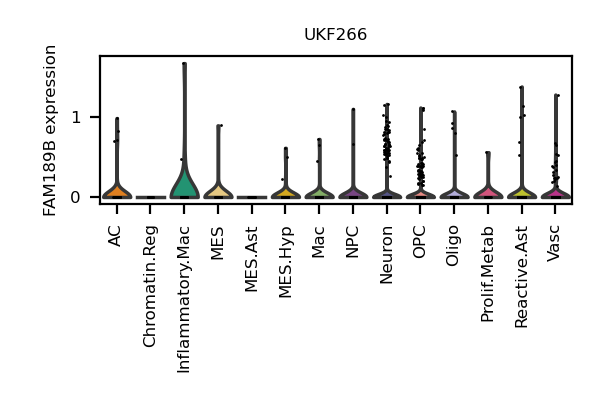 UKF266
FAM189B expression
1
0
AC
Chromatin.Reg
Inflammatory.Mac
MES
MES.Ast
MES.Hyp
Mac
NPC
Neuron
OPC
Oligo
Prolif.Metab
Reactive.Ast
Vasc